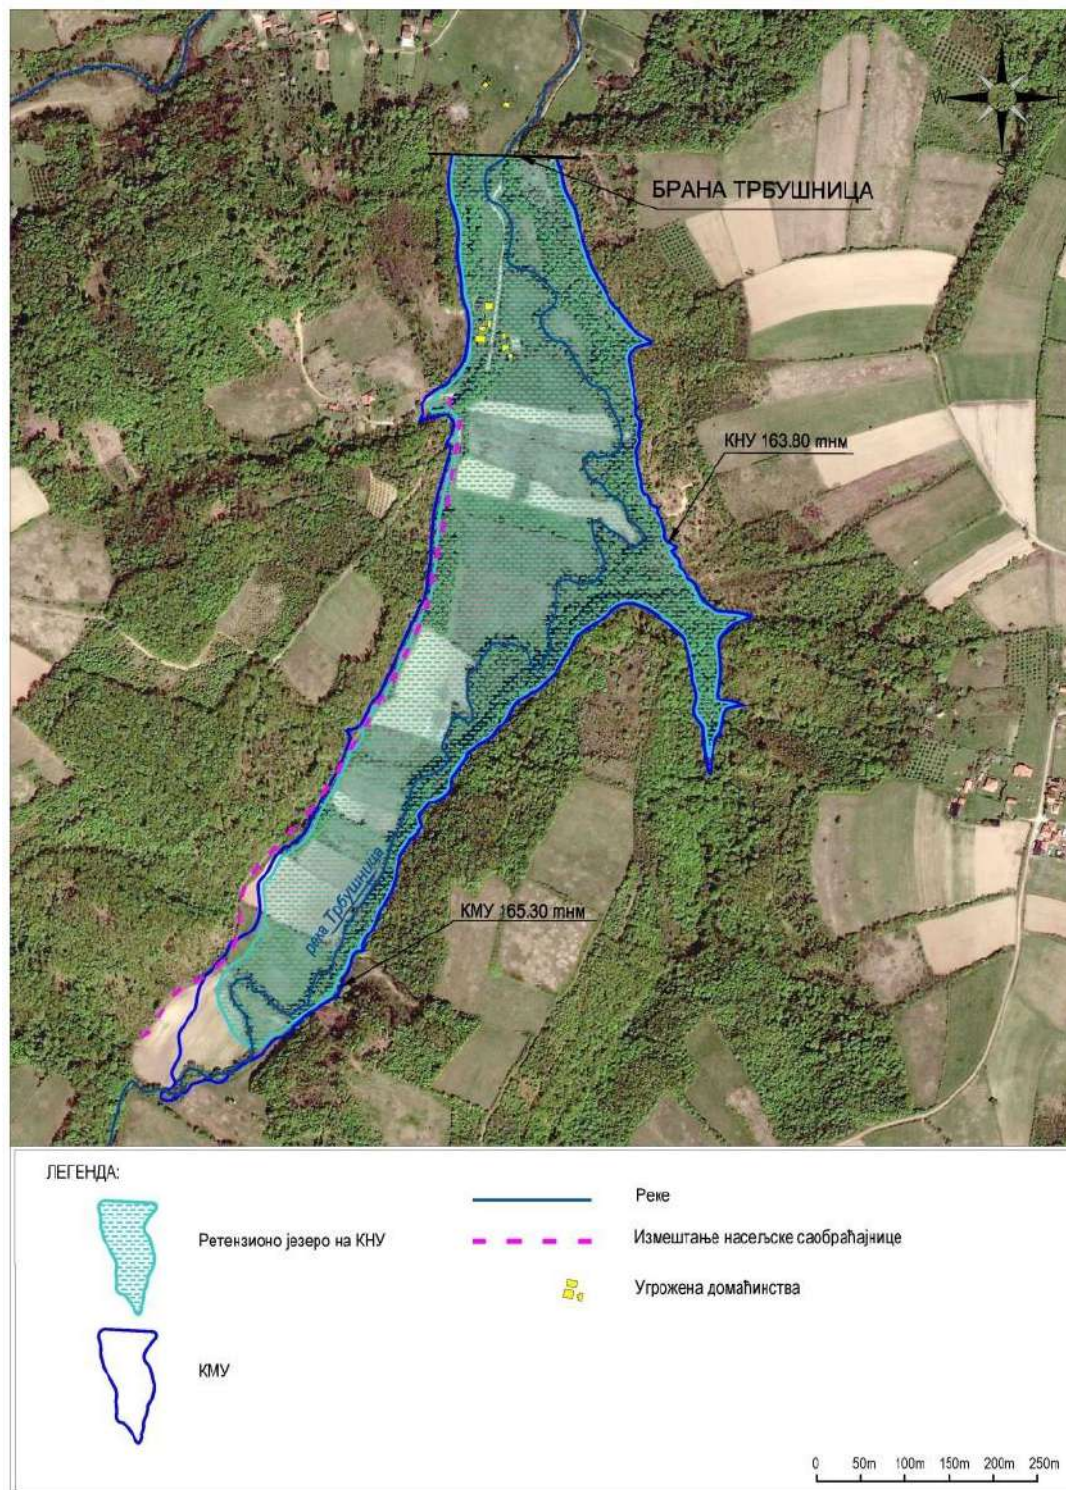 W
E
S
БРАНА ТРБУШНИЦА
КНУ 163.80 mнм
река Трбушница
КМУ 165.30 mнм
ЛЕГЕНДА:
Ретензионо језеро на КНУ
КМУ
Реке
Измештање насељске саобраћајнице
Угрожена домаћинства
0 50m 100m 150m 200m 250m